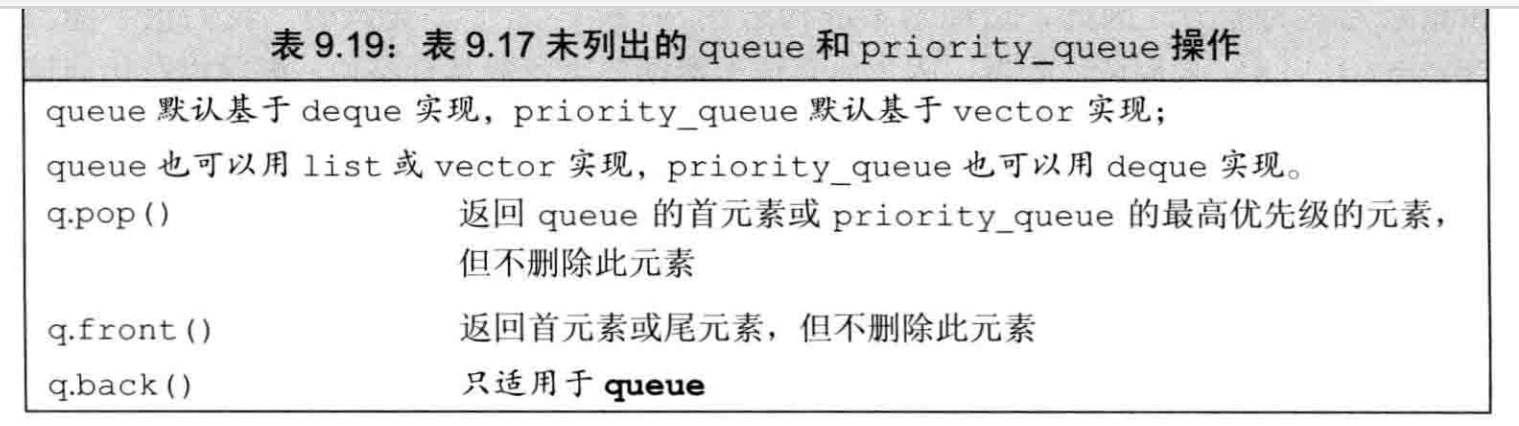 表 9.19：表 9.17 未列出的 queue 和 priority_queue 操作
queue 默认基于 deque 实现，priority_queue 默认基于 vector 实现；
queue 也可以用 list 或 vector 实现，priority_queue 也可以用 deque 实现。
q.pop() 返回 queue 的首元素或 priority_queue 的最高优先级的元素，
但不删除此元素
q.front() 返回首元素或尾元素，但不删除此元素
q.back() 只适用于 queue